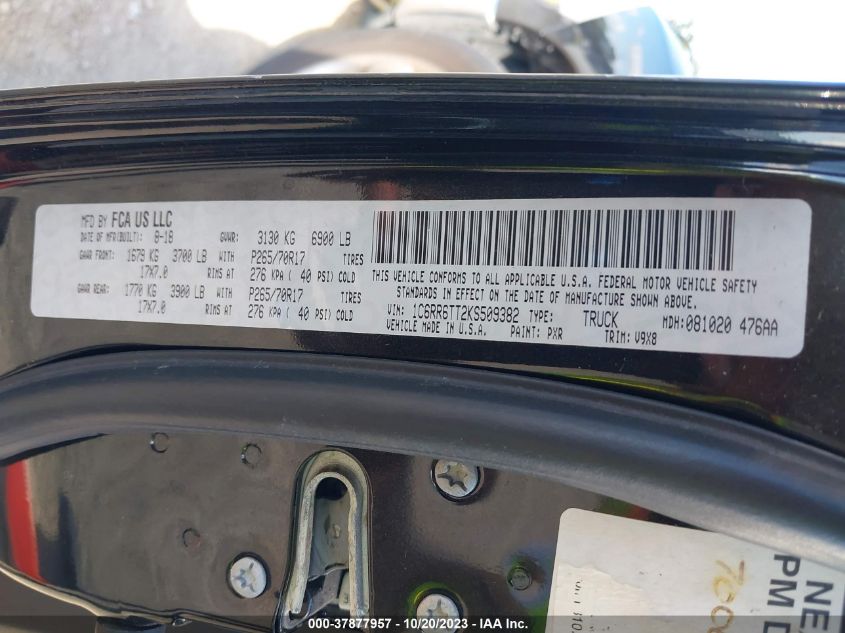 MFD BY FCA US LLC
DATE OF MFR(BUILT): 8-18 GVWR: 3130 KG 6900 LB
GAWR FRONT: 1679 KG 3700 LB WITH P265/70R17 TIRES
17X7.0 RIMS AT 276 KPA ( 40 PSI) COLD
GAWR REAR: 1770 KG 3900 LB WITH P265/70R17 TIRES
17X7.0 RIMS AT 276 KPA ( 40 PSI) COLD
THIS VEHICLE CONFORMS TO ALL APPLICABLE U.S.A. FEDERAL MOTOR VEHICLE SAFETY
STANDARDS IN EFFECT ON THE DATE OF MANUFACTURE SHOWN ABOVE.
VIN: 1C6RR6TT2KS509382 TYPE: TRUCK MDH: 081020 476AA
VEHICLE MADE IN U.S.A. PAINT: PXR TRIM: V9X8
NE
PM
700
000-37877957 | 10/20/2023 | IAA Inc.